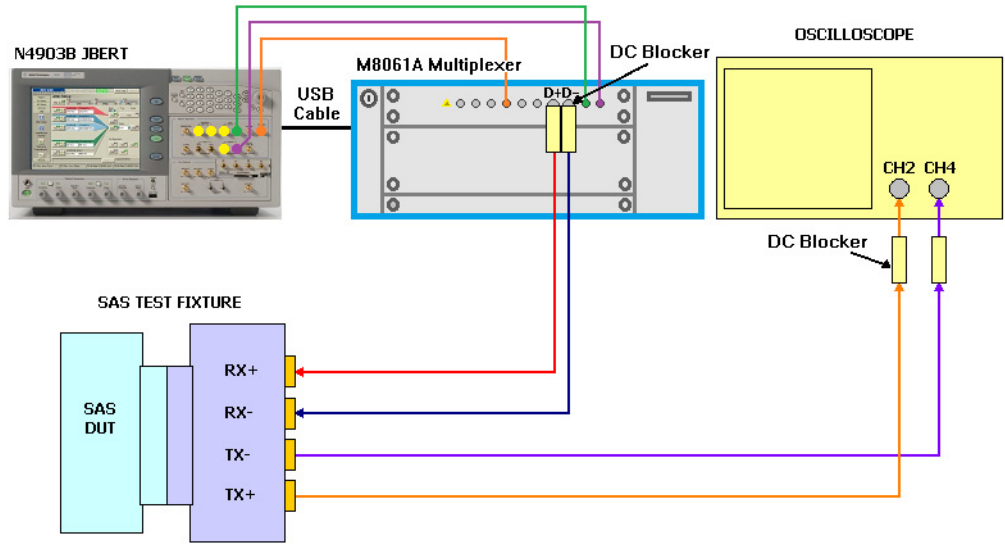 N4903B JBERT
M8061A Multiplexer
DC Blocker
OSCILLOSCOPE
USB
Cable
D+D-
CH2 CH4
DC Blocker
SAS TEST FIXTURE
SAS
DUT
RX+
RX-
TX-
TX+